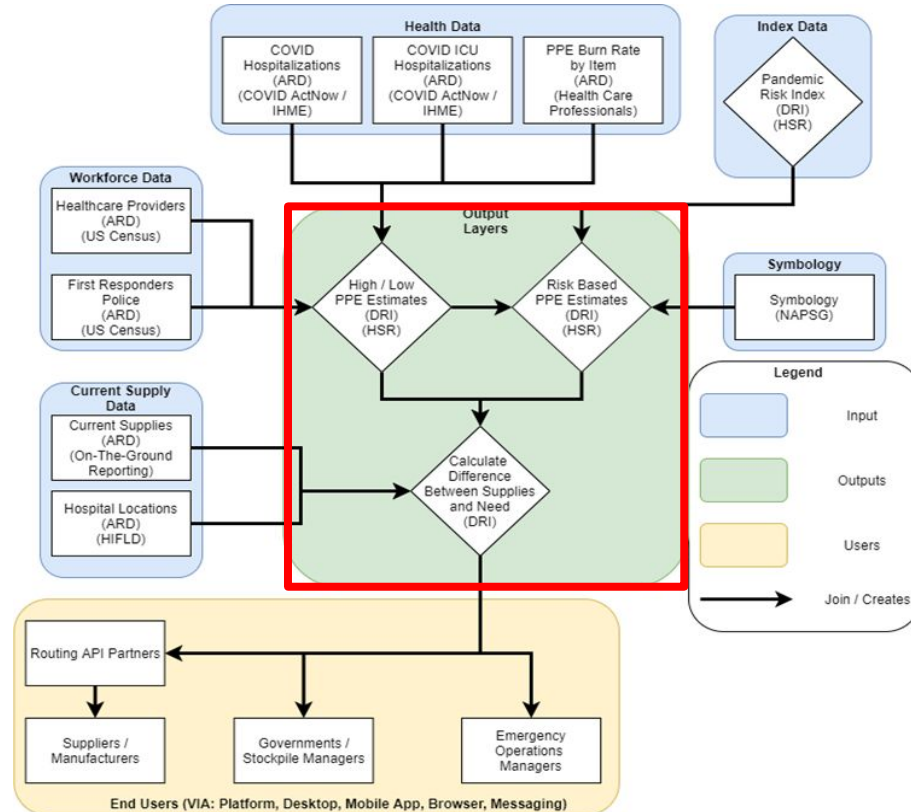 Health Data
COVID
Hospitalizations
(ARD)
(COVID ActNow /
IHME)
COVID ICU
Hospitalizations
(ARD)
(COVID ActNow /
IHME)
PPE Burn Rate
by Item
(ARD)
(Health Care
Professionals)
Index Data
Pandemic
Risk Index
(DRI)
(HSR)
Workforce Data
Healthcare Providers
(ARD)
(US Census)
First Responders
Police
(ARD)
(US Census)
Output
Layers
High / Low
PPE Estimates
(DRI)
(HSR)
Risk Based
PPE Estimates
(DRI)
(HSR)
Symbology
Symbology
(NAPSG)
Current Supply
Data
Current Supplies
(ARD)
(On-The-Ground
Reporting)
Hospital Locations
(ARD)
(HIFLD)
Calculate
Difference
Between Supplies
and Need
(DRI)
Legend
Input
Outputs
Users
Join / Creates
Routing API Partners
Suppliers /
Manufacturers
Governments /
Stockpile Managers
Emergency
Operations
Managers
End Users (VIA: Platform, Desktop, Mobile App, Browser, Messaging)